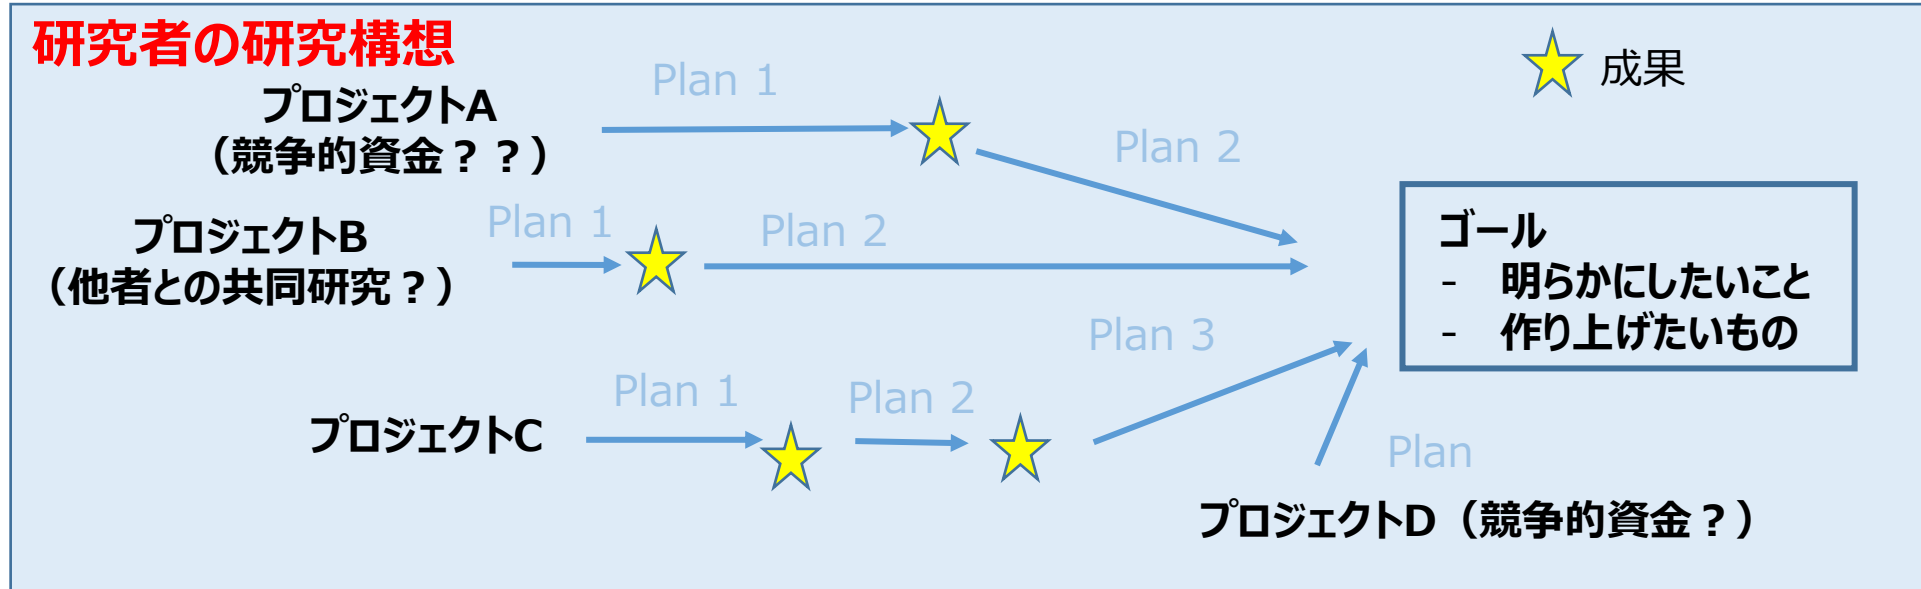 研究者の研究構想
成果
プロジェクトA
（競争的資金？？）
Plan 1
Plan 2
プロジェクトB
（他者との共同研究？）
Plan 1
Plan 2
ゴール
- 明らかにしたいこと
- 作り上げたいもの
プロジェクトC
Plan 1
Plan 2
Plan 3
Plan
プロジェクトD（競争的資金？）